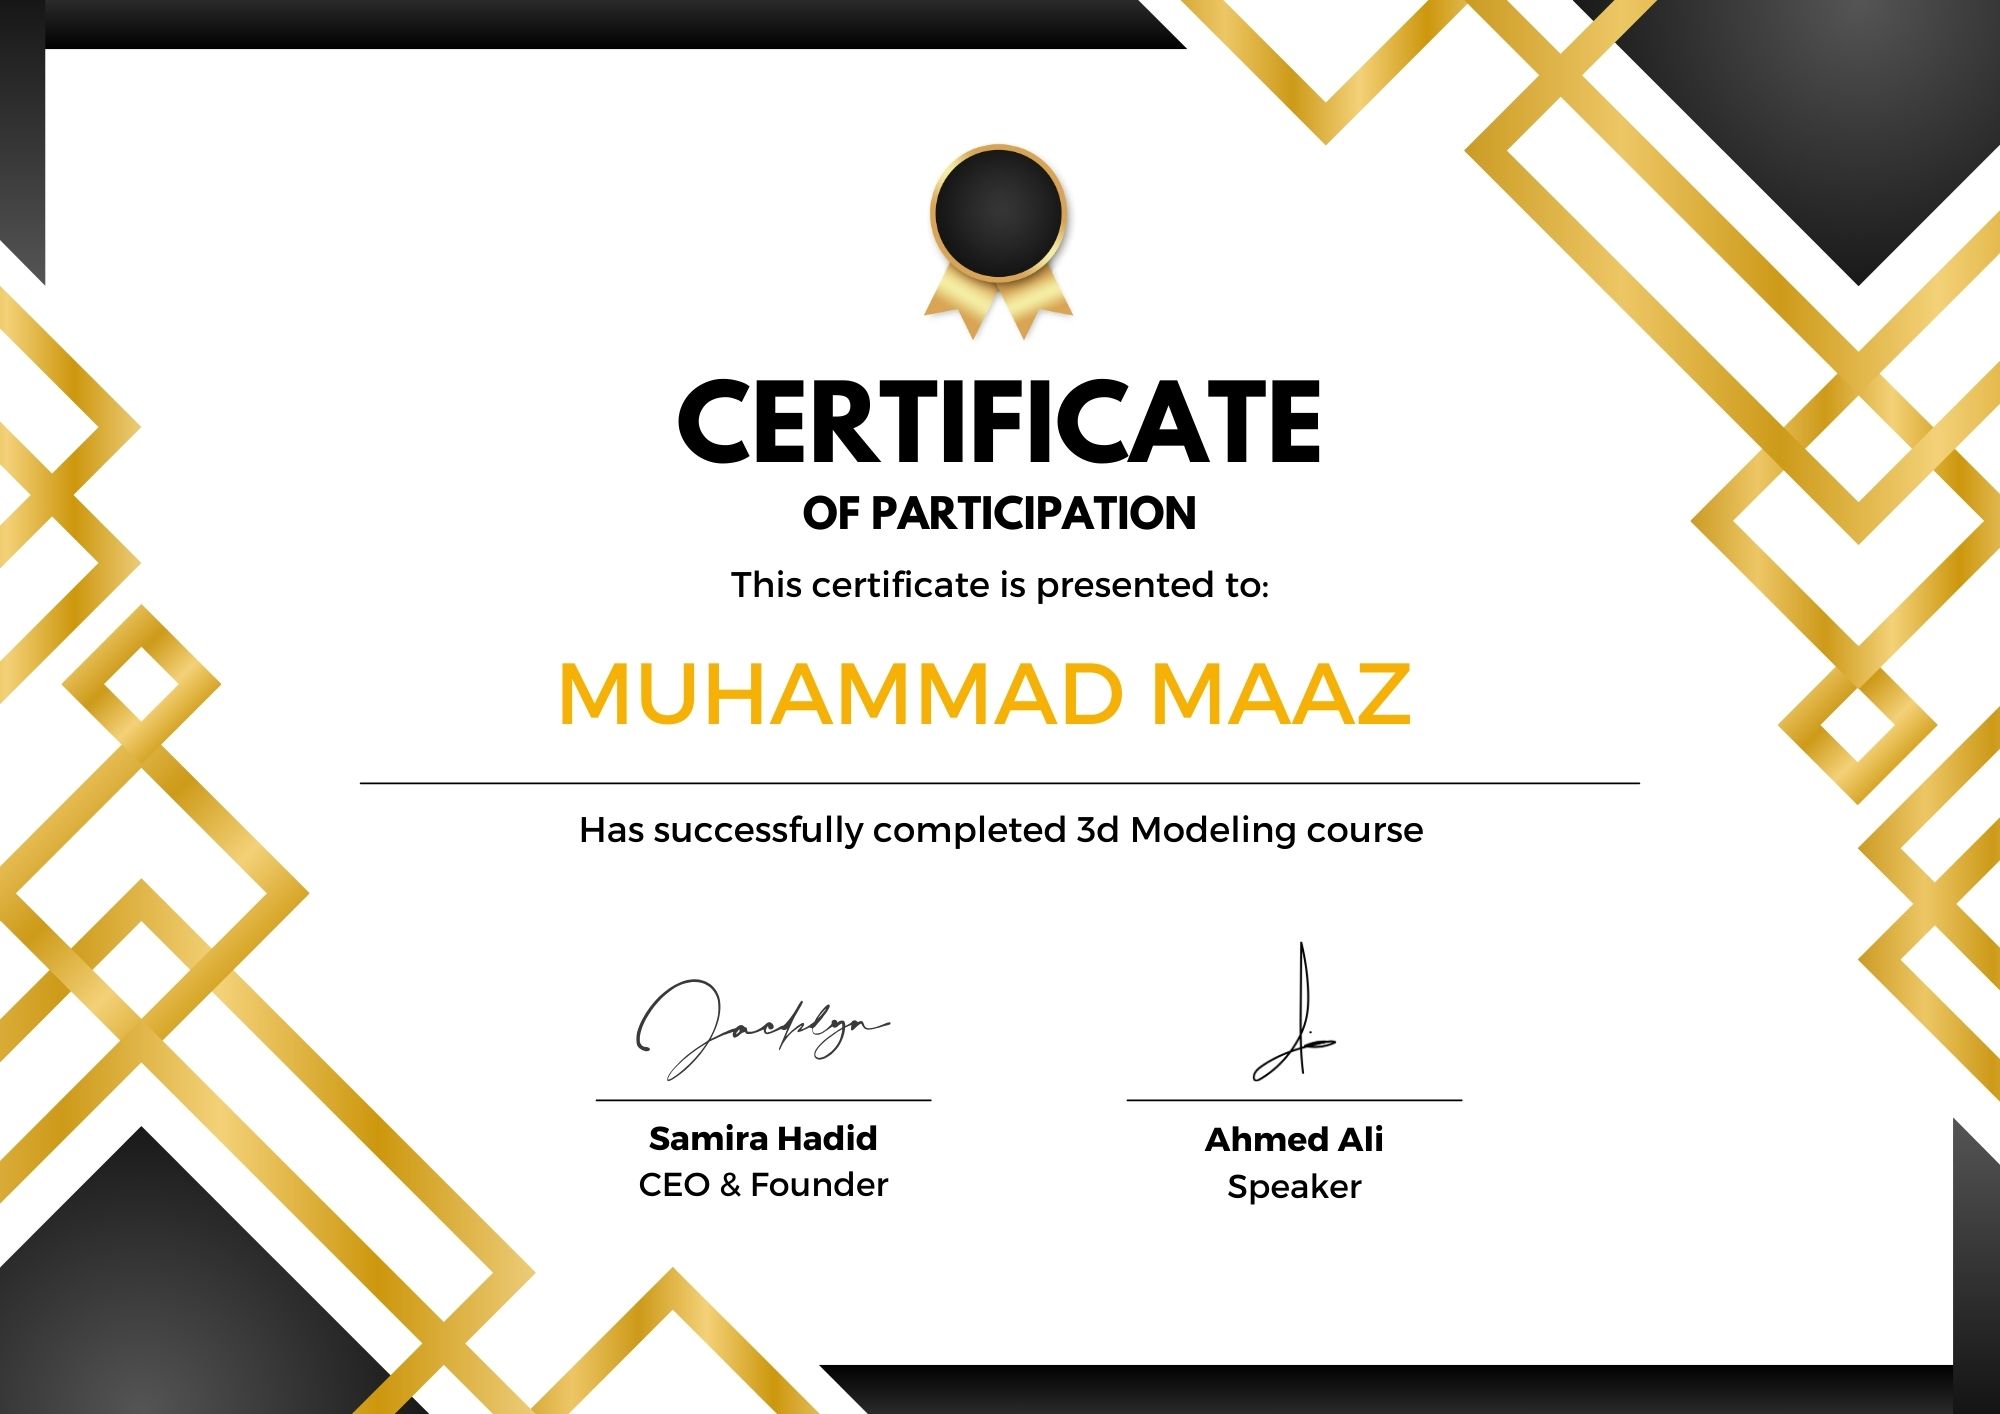 CERTIFICATE
OF PARTICIPATION
This certificate is presented to:
MUHAMMAD MAAZ
Has successfully completed 3d Modeling course
Jacklyn
Samira Hadid
CEO & Founder
Ahmed Ali
Speaker